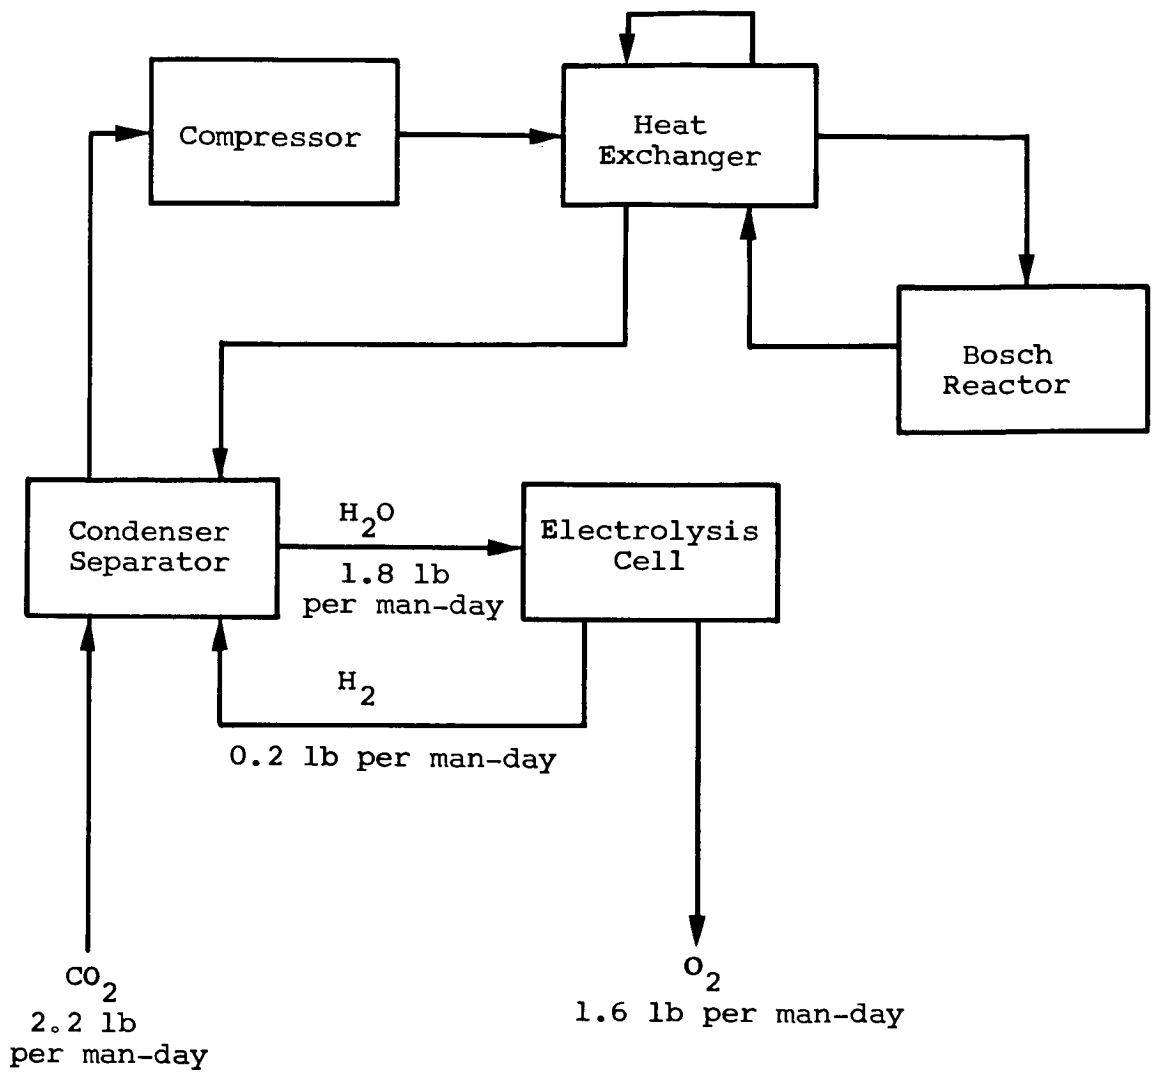 Compressor
Heat
Exchanger
Bosch
Reactor
Condenser
Separator
H2O
1.8 lb
per man-day
Electrolysis
Cell
H2
0.2 lb per man-day
CO2
2.2 lb
per man-day
O2
1.6 lb per man-day